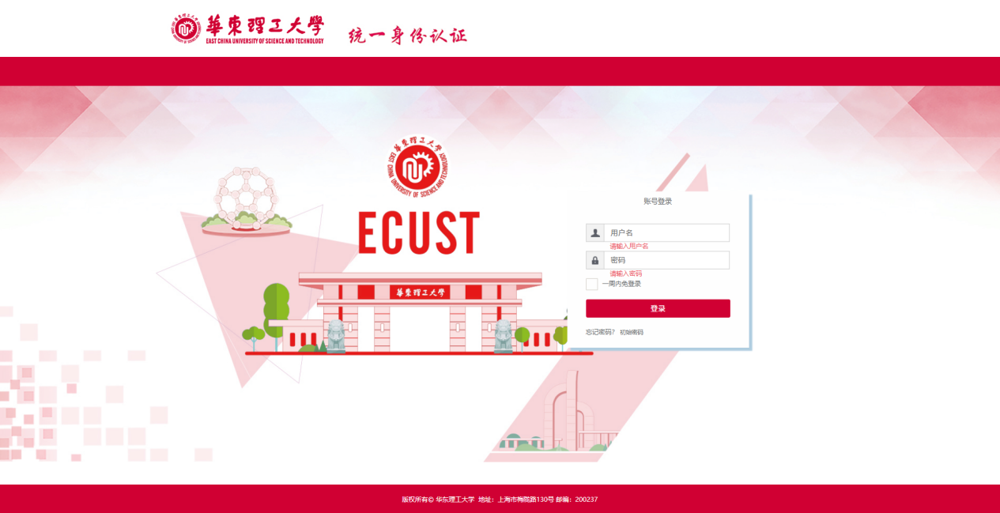 華東理工大學
EAST CHINA UNIVERSITY OF SCIENCE AND TECHNOLOGY
统一身份认证
華東理工大學
EAST CHINA UNIVERSITY OF SCIENCE AND TECHNOLOGY
ECUST
華東理工大學
账号登录
用户名
请输入用户名
密码
请输入密码
一周内免登录
登录
忘记密码? 初始密码
版权所有© 华东理工大学 地址：上海市梅陇路130号 邮编：200237